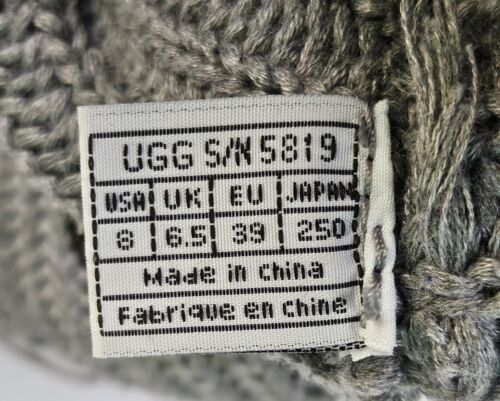 UGG S/N 5819
USA UK EU JAPAN
8 6.5 39 250
Made in china
Fabrique en chine